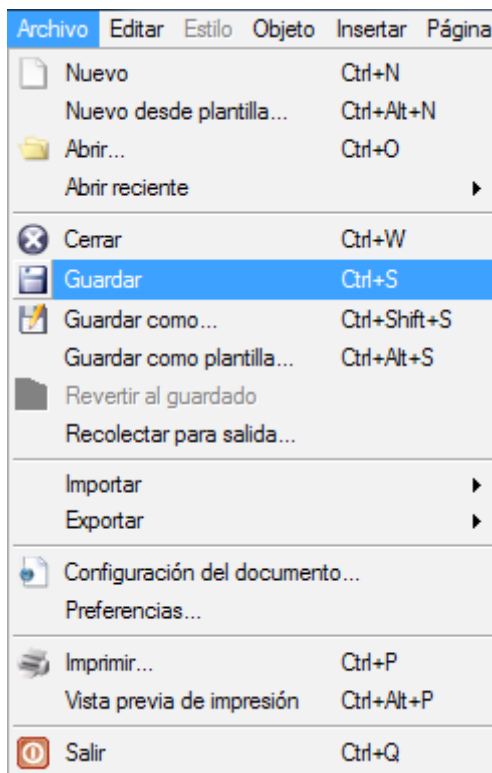 Archivo Editar Estilo Objeto Insertar Página
Nuevo Ctrl+N
Nuevo desde plantilla... Ctrl+Alt+N
Abrir... Ctrl+O
Abrir reciente
Cerrar Ctrl+W
Guardar Ctrl+S
Guardar como... Ctrl+Shift+S
Guardar como plantilla... Ctrl+Alt+S
Revertir al guardado
Recolectar para salida...
Importar
Exportar
Configuración del documento...
Preferencias...
Imprimir... Ctrl+P
Vista previa de impresión Ctrl+Alt+P
Salir Ctrl+Q